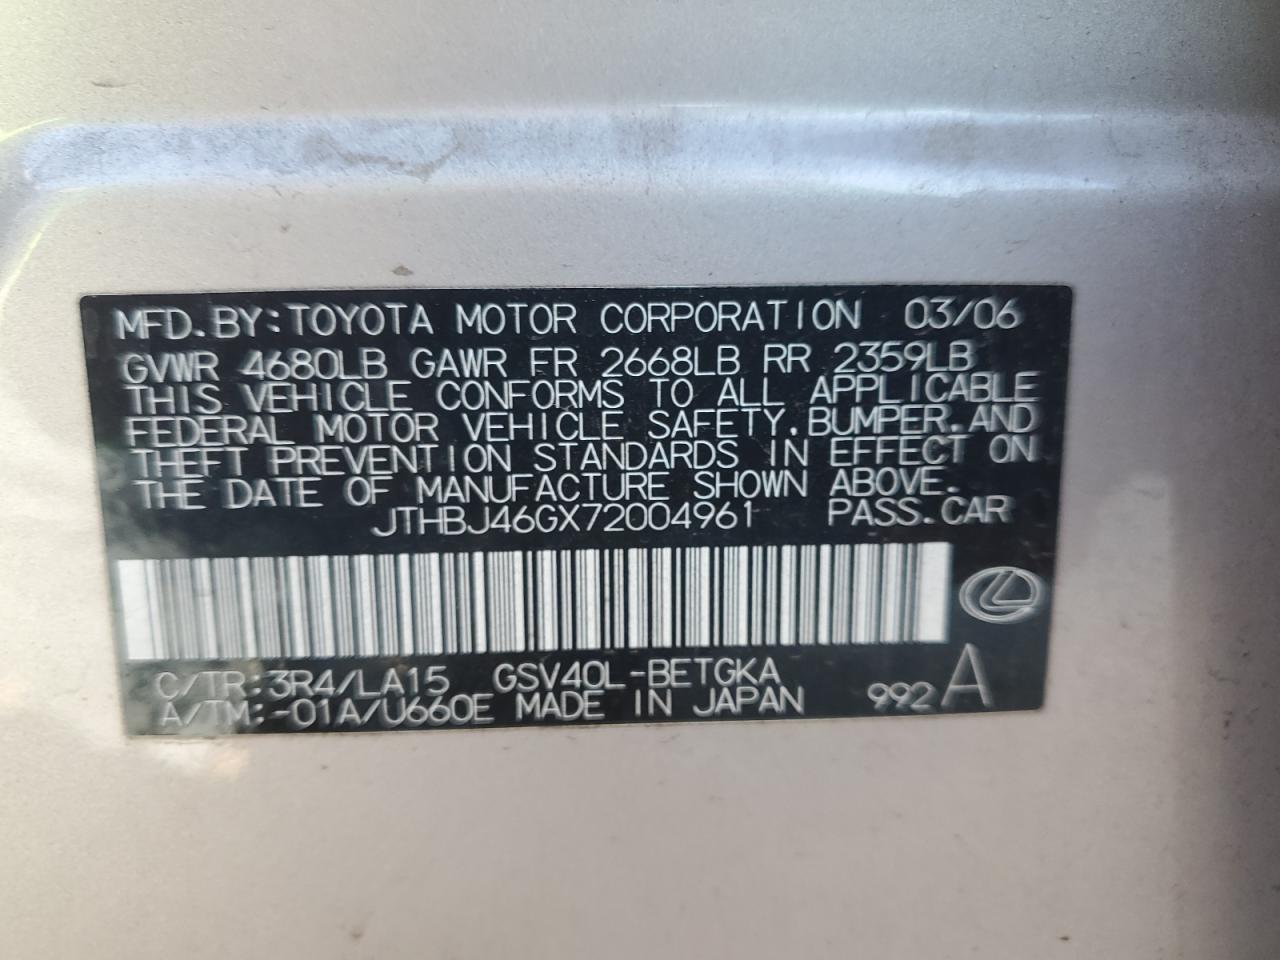 MFD.BY:TOYOTA MOTOR CORPORATION 03/06
GVWR 4680LB GAWR FR 2668LB RR 2359LB
THIS VEHICLE CONFORMS TO ALL APPLICABLE
FEDERAL MOTOR VEHICLE SAFETY,BUMPER,AND
THEFT PREVENTION STANDARDS IN EFFECT ON
THE DATE OF MANUFACTURE SHOWN ABOVE.
JTHBJ46GX72004961 PASS.CAR
C/TR:3R4/LA15 GSV40L-BETGKA
A/TM:-01A/U660E MADE IN JAPAN 992 A